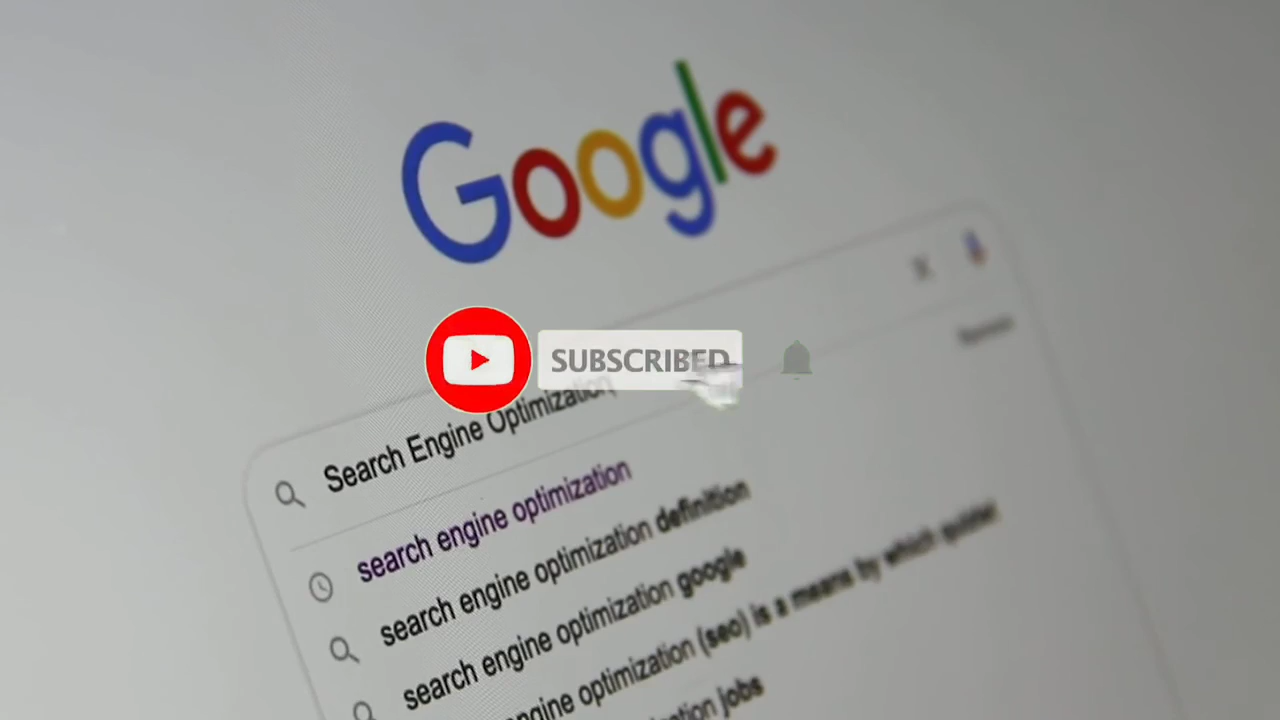 Google
SUBSCRIBED
Search Engine Optimization
search engine optimization
search engine optimization definition
search engine optimization google
engine optimization (seo) is a means by which
jobs